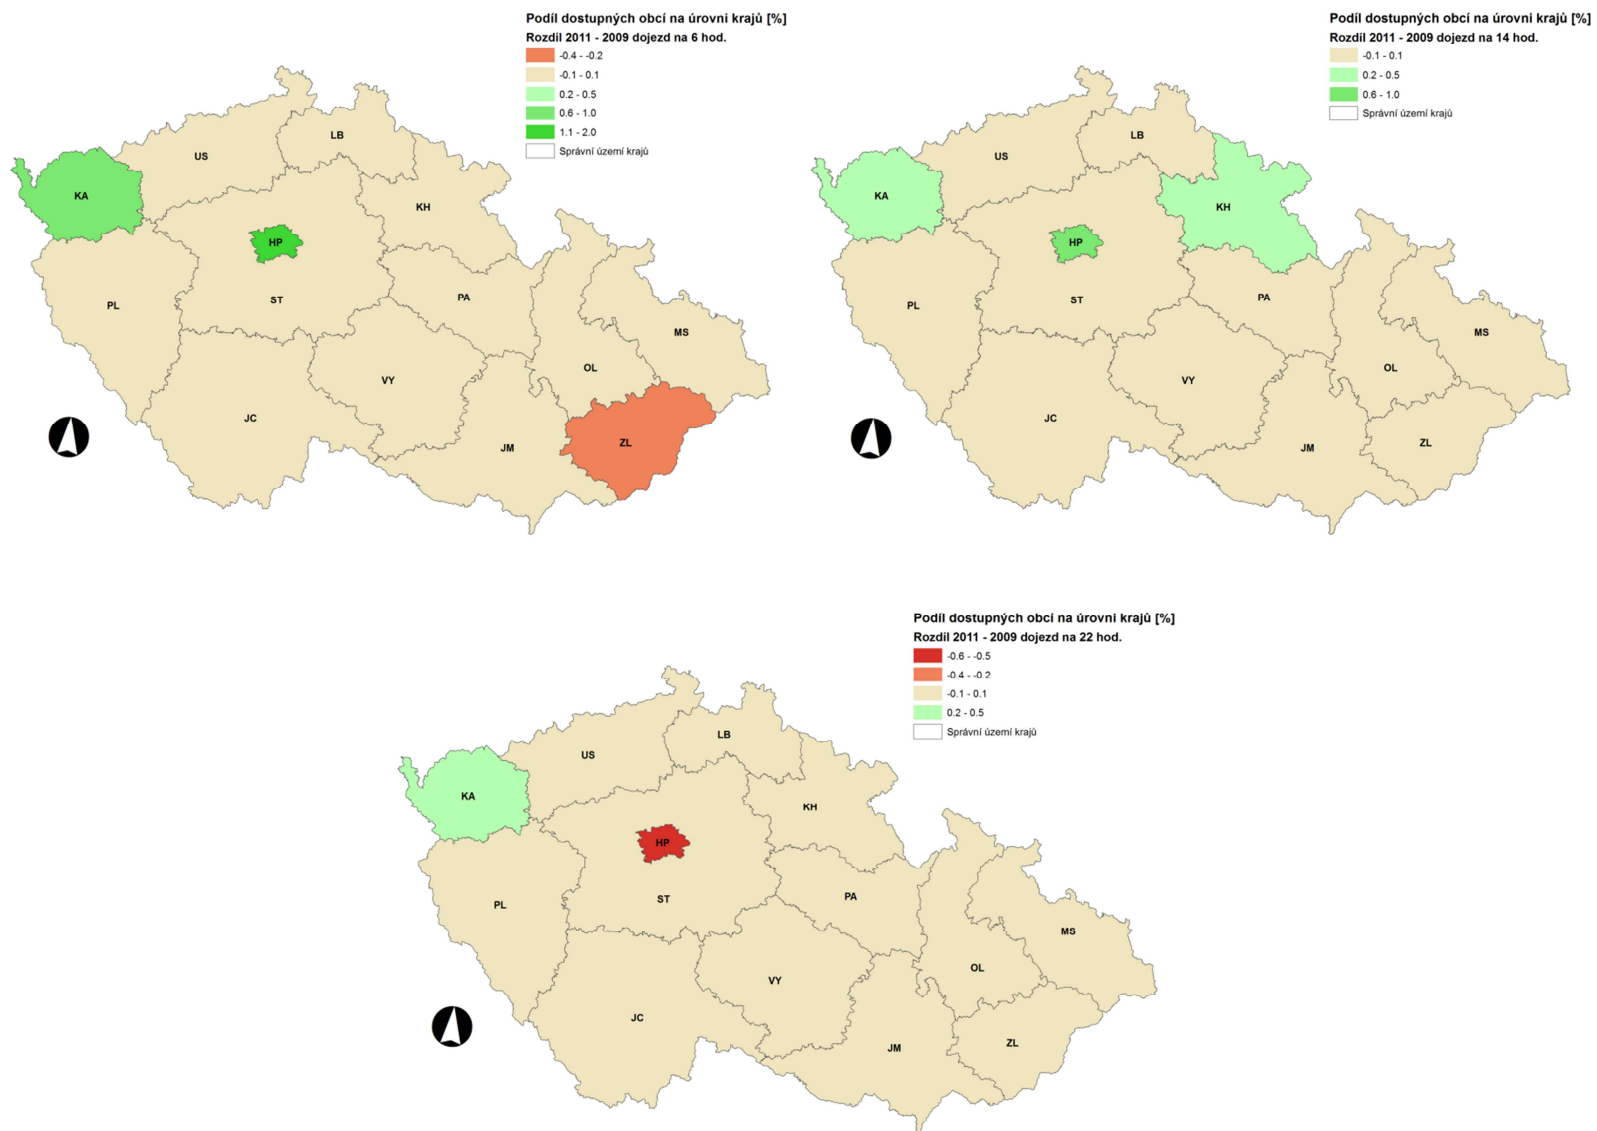 Podíl dostupných obcí na úrovni krajů [%]
Rozdíl 2011 - 2009 dojezd na 6 hod.
-0.4 - -0.2
-0.1 - 0.1
0.2 - 0.5
0.6 - 1.0
1.1 - 2.0
Správní území krajů
LB
US
KA
KH
HP
ST
PA
PL
MS
OL
VY
JC
ZL
JM
Podíl dostupných obcí na úrovni krajů [%]
Rozdíl 2011 - 2009 dojezd na 14 hod.
-0.1 - 0.1
0.2 - 0.5
0.6 - 1.0
Správní území krajů
LB
US
KA
KH
HP
ST
PA
PL
MS
OL
VY
JC
ZL
JM
Podíl dostupných obcí na úrovni krajů [%]
Rozdíl 2011 - 2009 dojezd na 22 hod.
-0.6 - -0.5
-0.4 - -0.2
-0.1 - 0.1
0.2 - 0.5
Správní území krajů
LB
US
KA
KH
HP
ST
PA
PL
MS
OL
VY
JC
ZL
JM